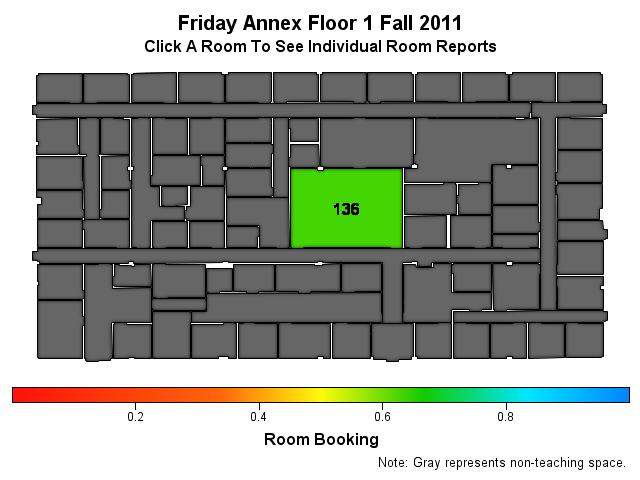 Friday Annex Floor 1 Fall 2011
Click A Room To See Individual Room Reports
136
0.2 0.4 0.6 0.8
Room Booking
Note: Gray represents non-teaching space.